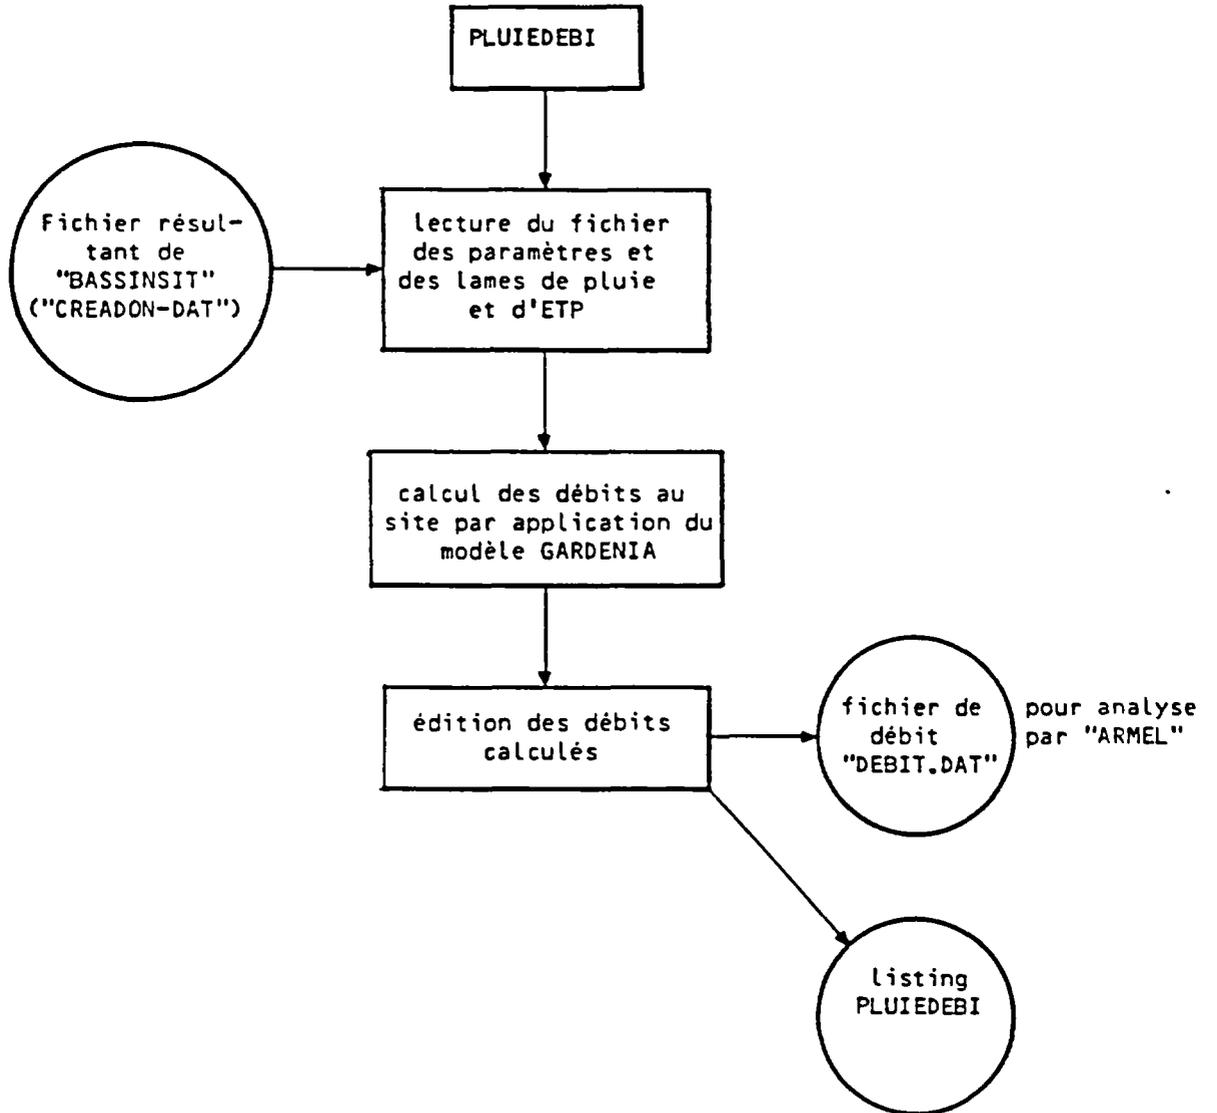 PLUIEDEBI
Fichier résul-
tant de
"BASSINSIT"
("CREADON-DAT")
lecture du fichier
des paramètres et
des lames de pluie
et d'ETP
calcul des débits au
site par application du
modèle GARDENIA
édition des débits
calculés
fichier de
débit
"DEBIT.DAT"
pour analyse
par "ARMEL"
listing
PLUIEDEBI